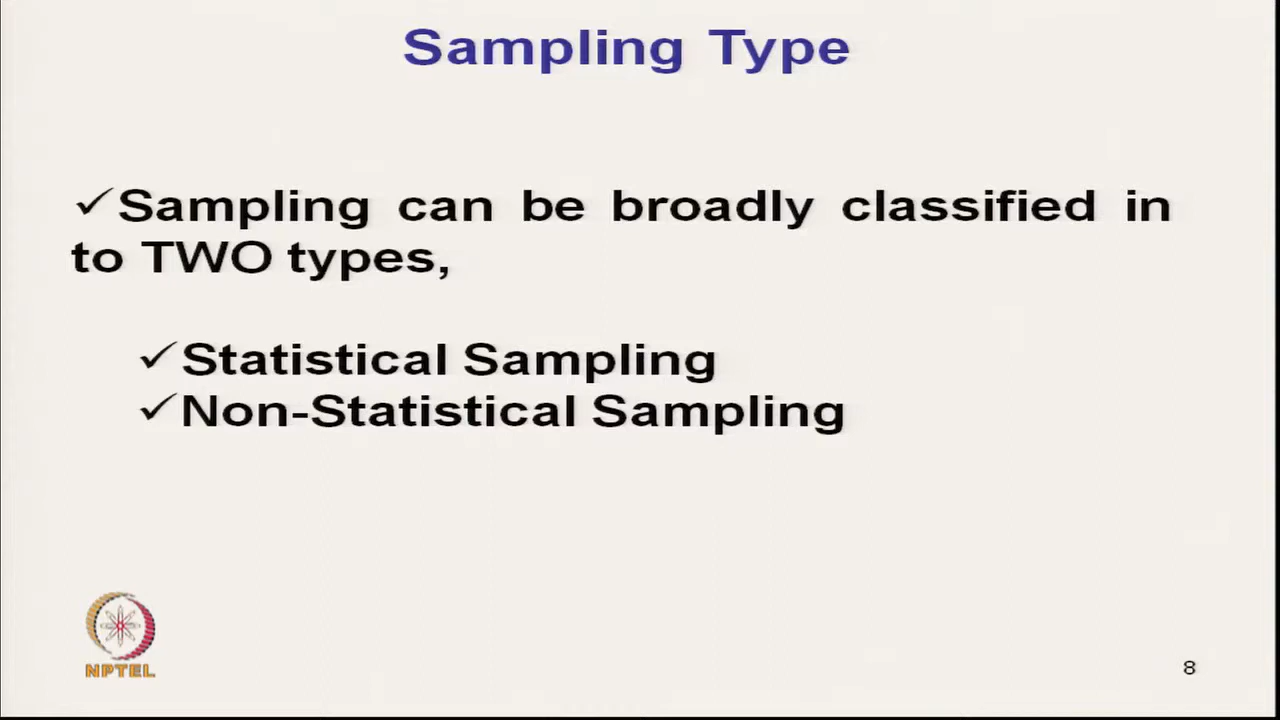 Sampling Type
✓Sampling can be broadly classified in
to TWO types,
✓Statistical Sampling
✓Non-Statistical Sampling
NPTEL
8